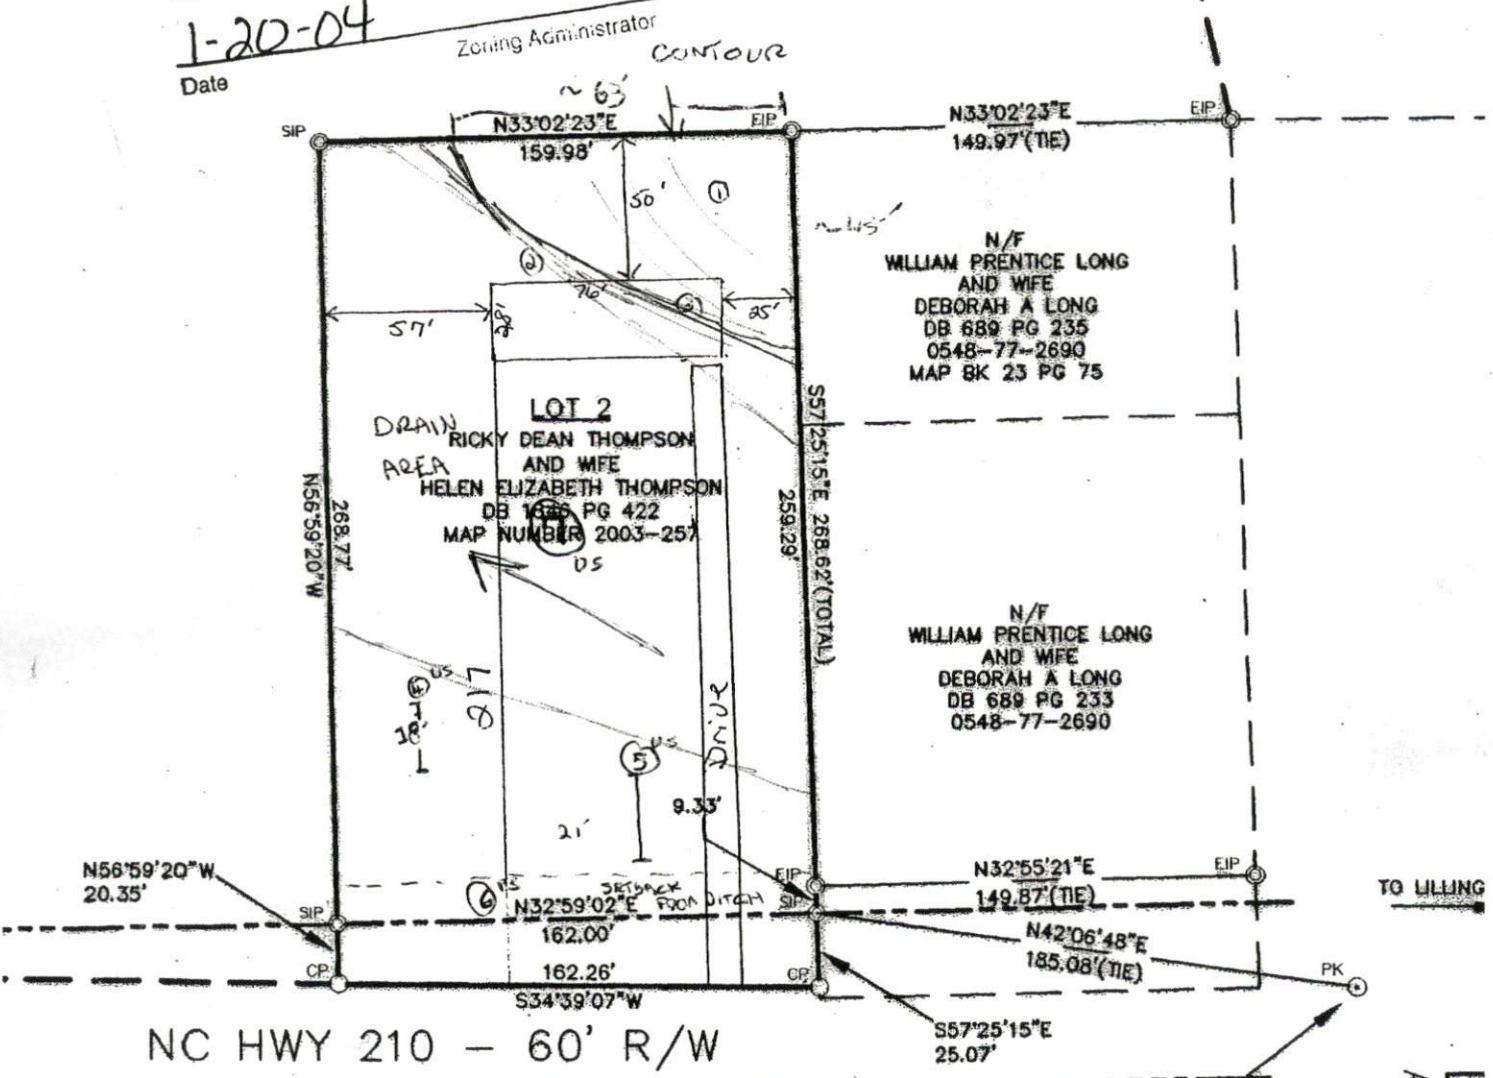 1-20-04
Date
Zoning Administrator
CONTOUR
~ 63'
SIP
N33°02'23"E
159.98'
EIP
N33°02'23"E
149.97'(TIE)
EIP
50'
①
~45'
②
76'
28'
25'
57'
N/F
WILLIAM PRENTICE LONG
AND WIFE
DEBORAH A LONG
DB 689 PG 235
0548-77-2690
MAP BK 23 PG 75
LOT 2
DRAIN
AREA
RICKY DEAN THOMPSON
AND WIFE
HELEN ELIZABETH THOMPSON
DB 1846 PG 422
MAP NUMBER 2003-257
US
N56°59'20"W
268.77'
S57°25'15"E 268.62'(TOTAL)
259.29'
N/F
WILLIAM PRENTICE LONG
AND WIFE
DEBORAH A LONG
DB 689 PG 233
0548-77-2690
④ US
18'
217
⑤ US
Drive
9.33'
21'
N56°59'20"W
20.35'
⑥ US
SETBACK
FROM DITCH
SIP
N32°59'02"E
162.00'
EIP
SIP
N32°55'21"E
149.87'(TIE)
EIP
TO LILLING
N42°06'48"E
185.08'(TIE)
PK
CP
162.26'
S34°39'07"W
CP
S57°25'15"E
25.07'
NC HWY 210 - 60' R/W